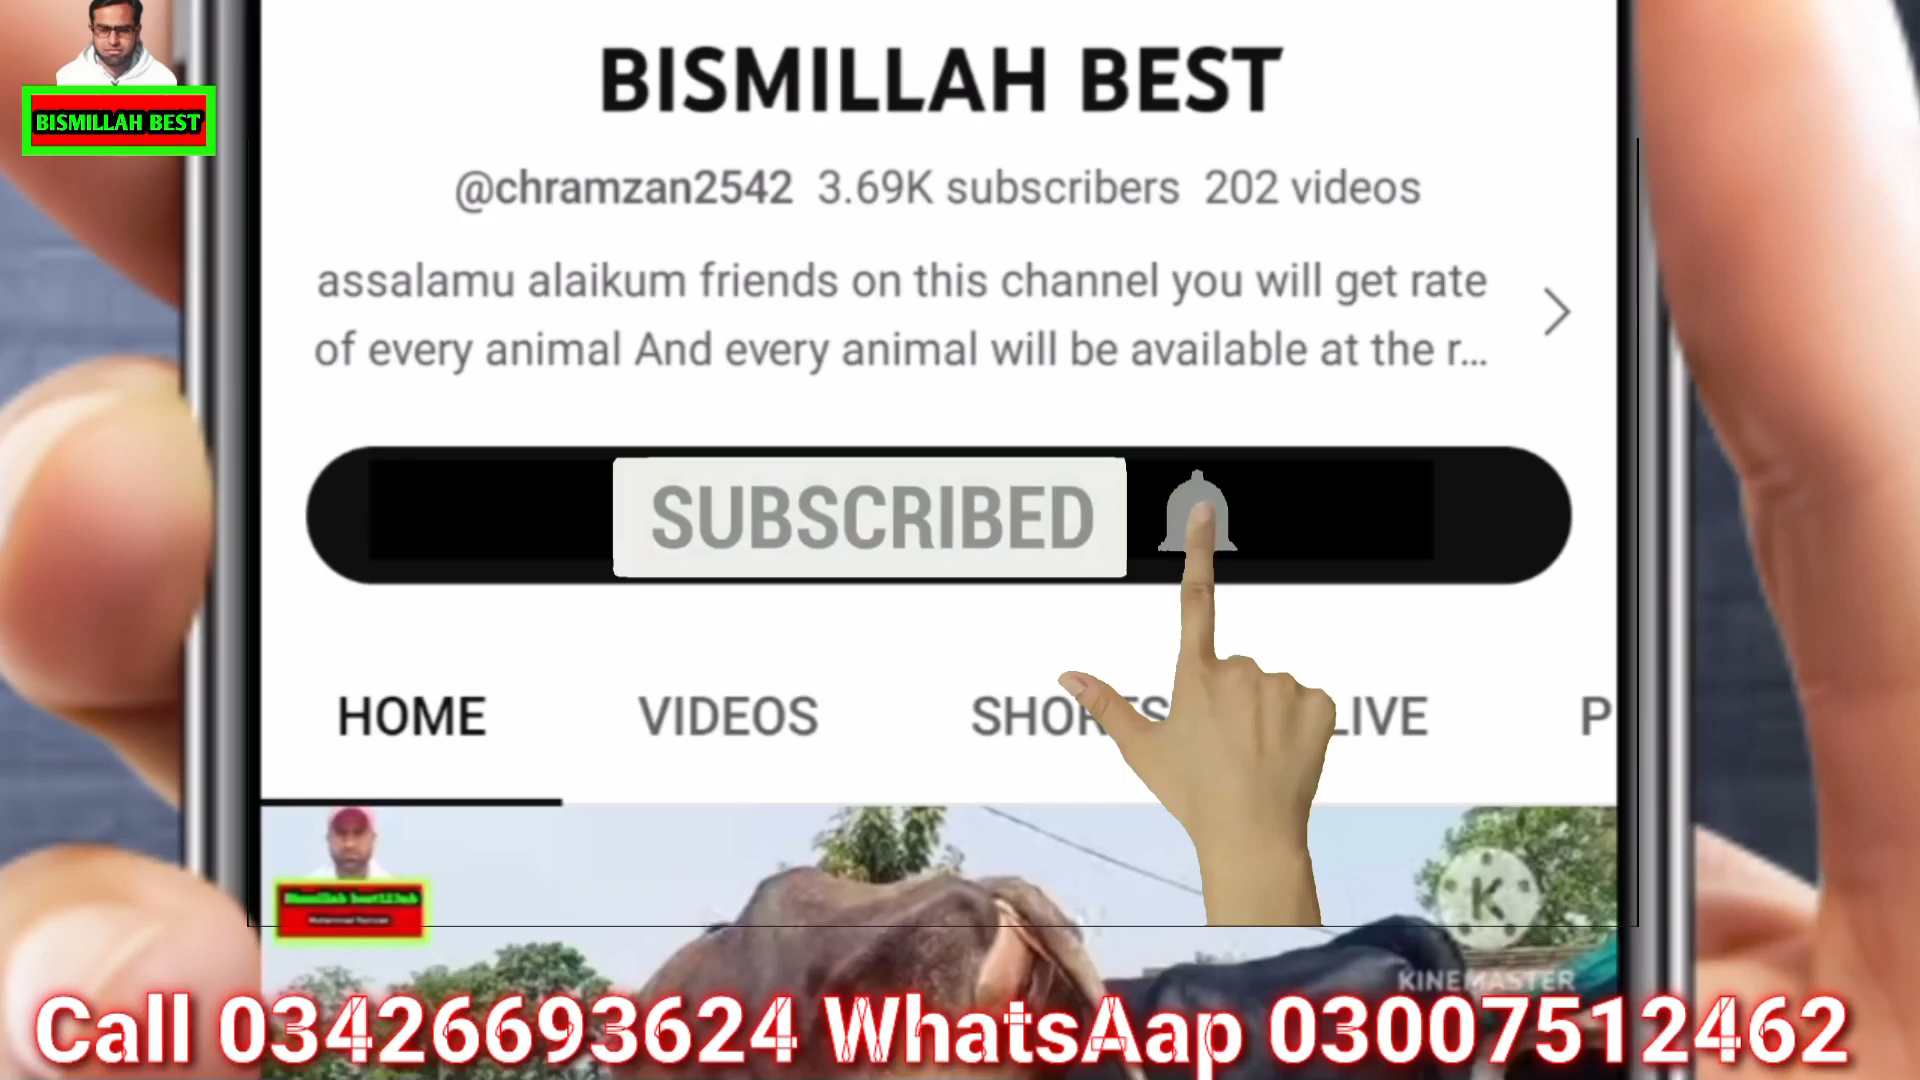 BISMILLAH BEST
BISMILLAH BEST
@chramzan2542 3.69K subscribers 202 videos
assalamu alaikum friends on this channel you will get rate
of every animal And every animal will be available at the r...
SUBSCRIBED
HOME VIDEOS SHORTS LIVE P
K
KINEMASTER
Call 03426693624 WhatsAap 03007512462